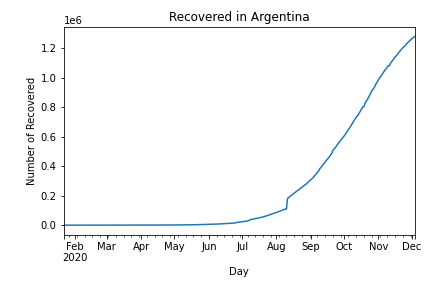 Recovered in Argentina
1e6
1.2
1.0
0.8
0.6
0.4
0.2
0.0
Number of Recovered
Feb Mar Apr May Jun Jul Aug Sep Oct Nov Dec
2020
Day